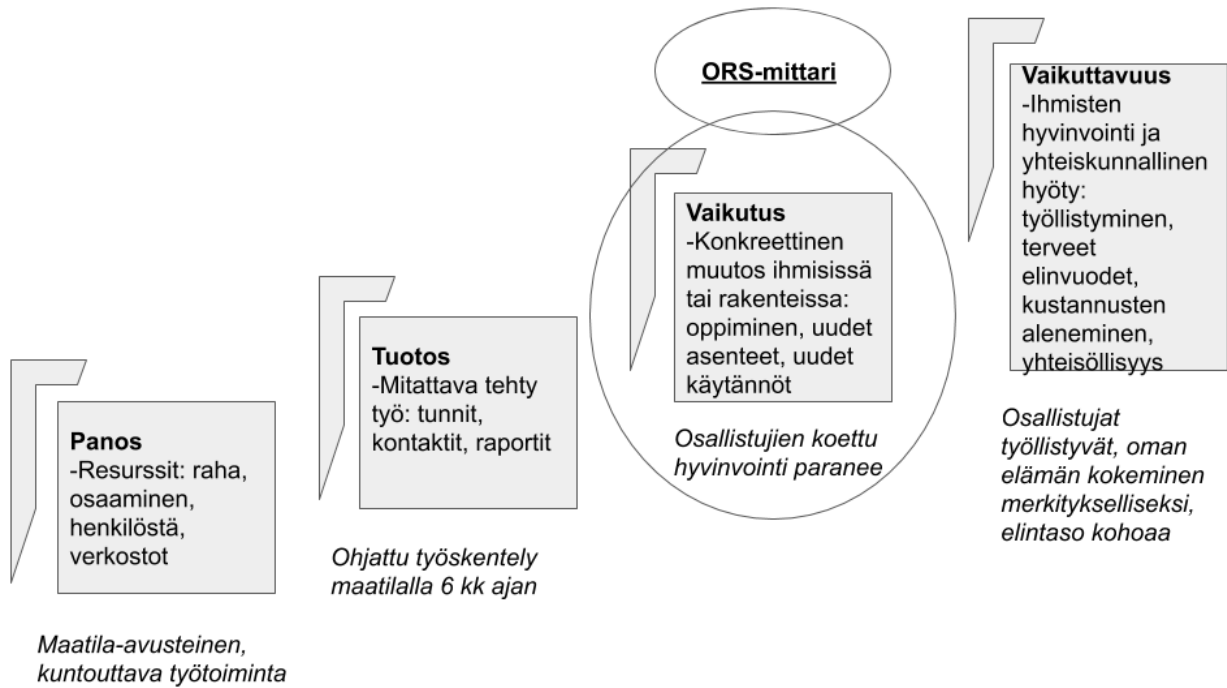 Panos
-Resurssit: raha,
osaaminen,
henkilöstä,
verkostot
Maatila-avusteinen,
kuntouttava työtoiminta
Tuotos
-Mitattava tehty
työ: tunnit,
kontaktit, raportit
Ohjattu työskentely
maatilalla 6 kk ajan
ORS-mittari
Vaikutus
-Konkreettinen
muutos ihmisissä
tai rakenteissa:
oppiminen, uudet
asenteet, uudet
käytännöt
Osallistujien koettu
hyvinvointi paranee
Vaikuttavuus
-Ihmisten
hyvinvointi ja
yhteiskunnallinen
hyöty:
työllistyminen,
terveet
elinvuodet,
kustannusten
aleneminen,
yhteisöllisyys
Osallistujat
työllistyvät, oman
elämän kokeminen
merkitykselliseksi,
elintaso kohoaa